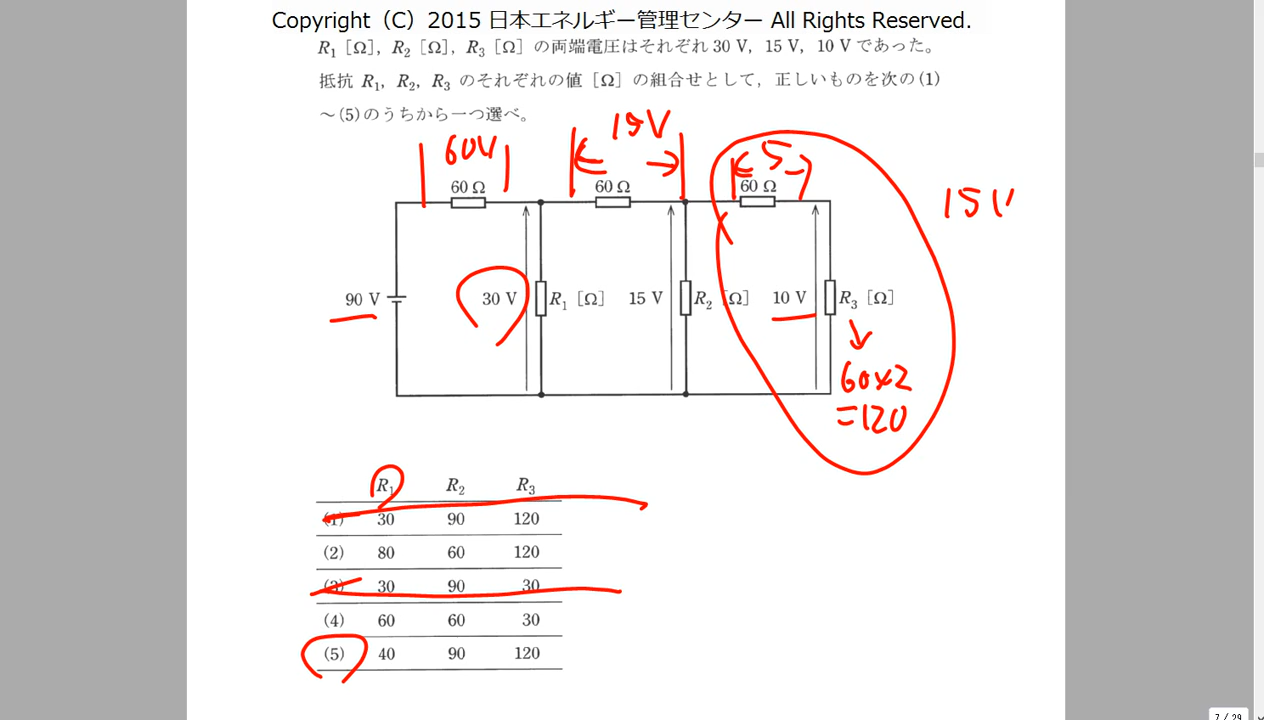 Copyright（C）2015 日本エネルギー管理センター All Rights Reserved.
R₁［Ω］，R₂［Ω］，R₃［Ω］の両端電圧はそれぞれ 30 V，15 V，10 V であった。
抵抗 R₁，R₂，R₃ のそれぞれの値［Ω］の組合せとして，正しいものを次の(1)
～(5)のうちから一つ選べ。
60V
15V
5
60 Ω
60 Ω
60 Ω
15V
90 V
30 V
R₁［Ω］
15 V
R₂［Ω］
10 V
R₃［Ω］
60×2
=120
R₁ R₂ R₃
(1) 30 90 120
(2) 80 60 120
(3) 30 90 30
(4) 60 60 30
(5) 40 90 120
7 / 29